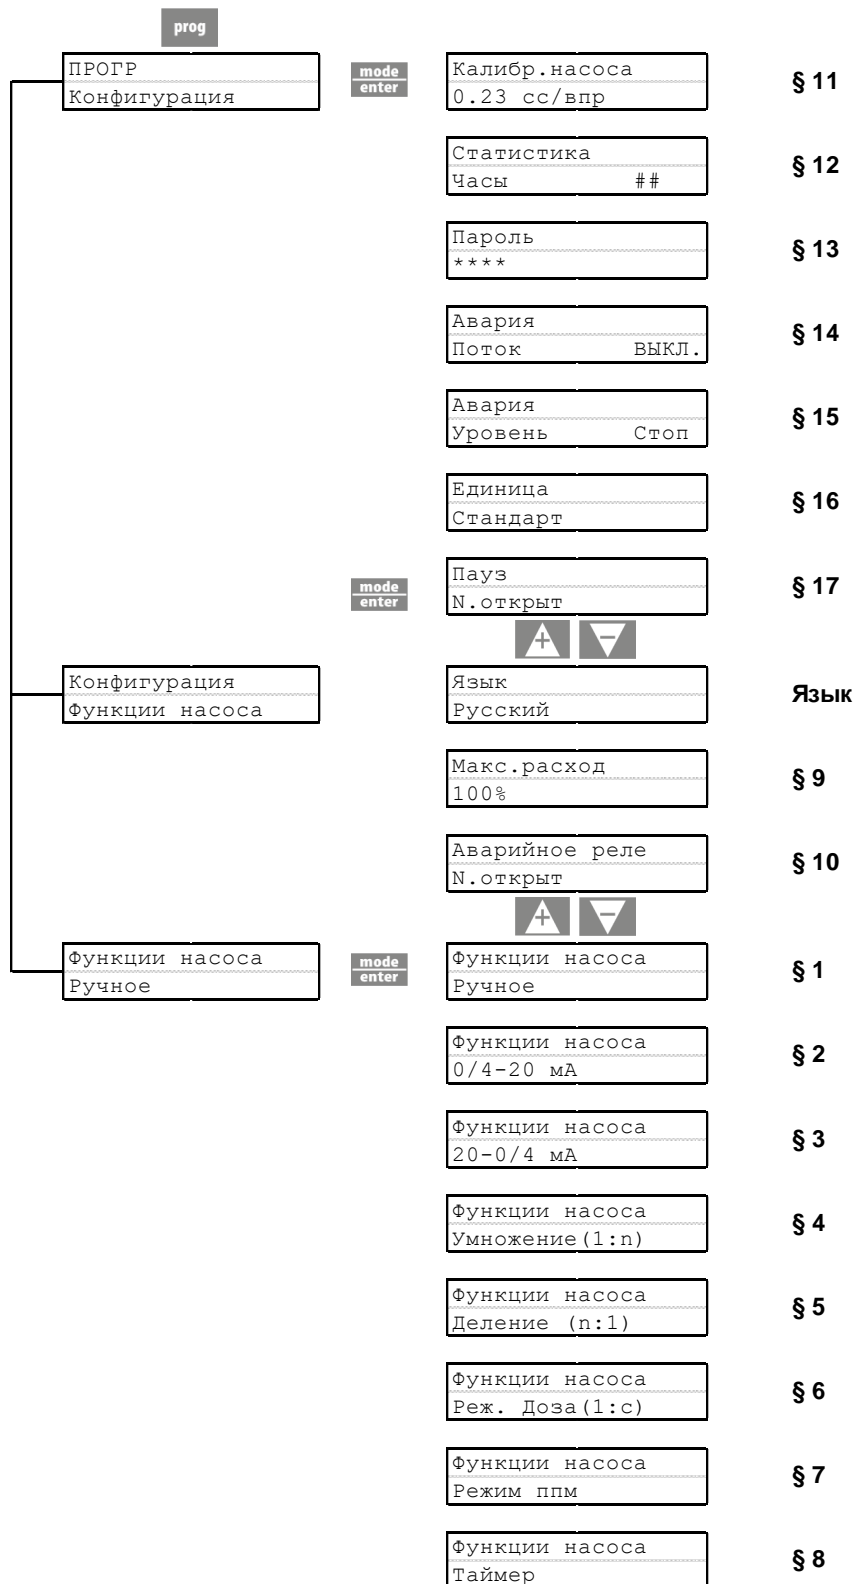 prog
ПРОГР
Конфигурация
mode
enter
Калибр.насоса
0.23 сс/впр
§ 11
Статистика
Часы ##
§ 12
Пароль
****
§ 13
Авария
Поток ВЫКЛ.
§ 14
Авария
Уровень Стоп
§ 15
Единица
Стандарт
§ 16
mode
enter
Пауз
N.открыт
§ 17
+ −
Конфигурация
Функции насоса
Язык
Русский
Язык
Макс.расход
100%
§ 9
Аварийное реле
N.открыт
§ 10
+ −
Функции насоса
Ручное
mode
enter
Функции насоса
Ручное
§ 1
Функции насоса
0/4-20 мА
§ 2
Функции насоса
20-0/4 мА
§ 3
Функции насоса
Умножение(1:n)
§ 4
Функции насоса
Деление (n:1)
§ 5
Функции насоса
Реж. Доза(1:с)
§ 6
Функции насоса
Режим ппм
§ 7
Функции насоса
Таймер
§ 8